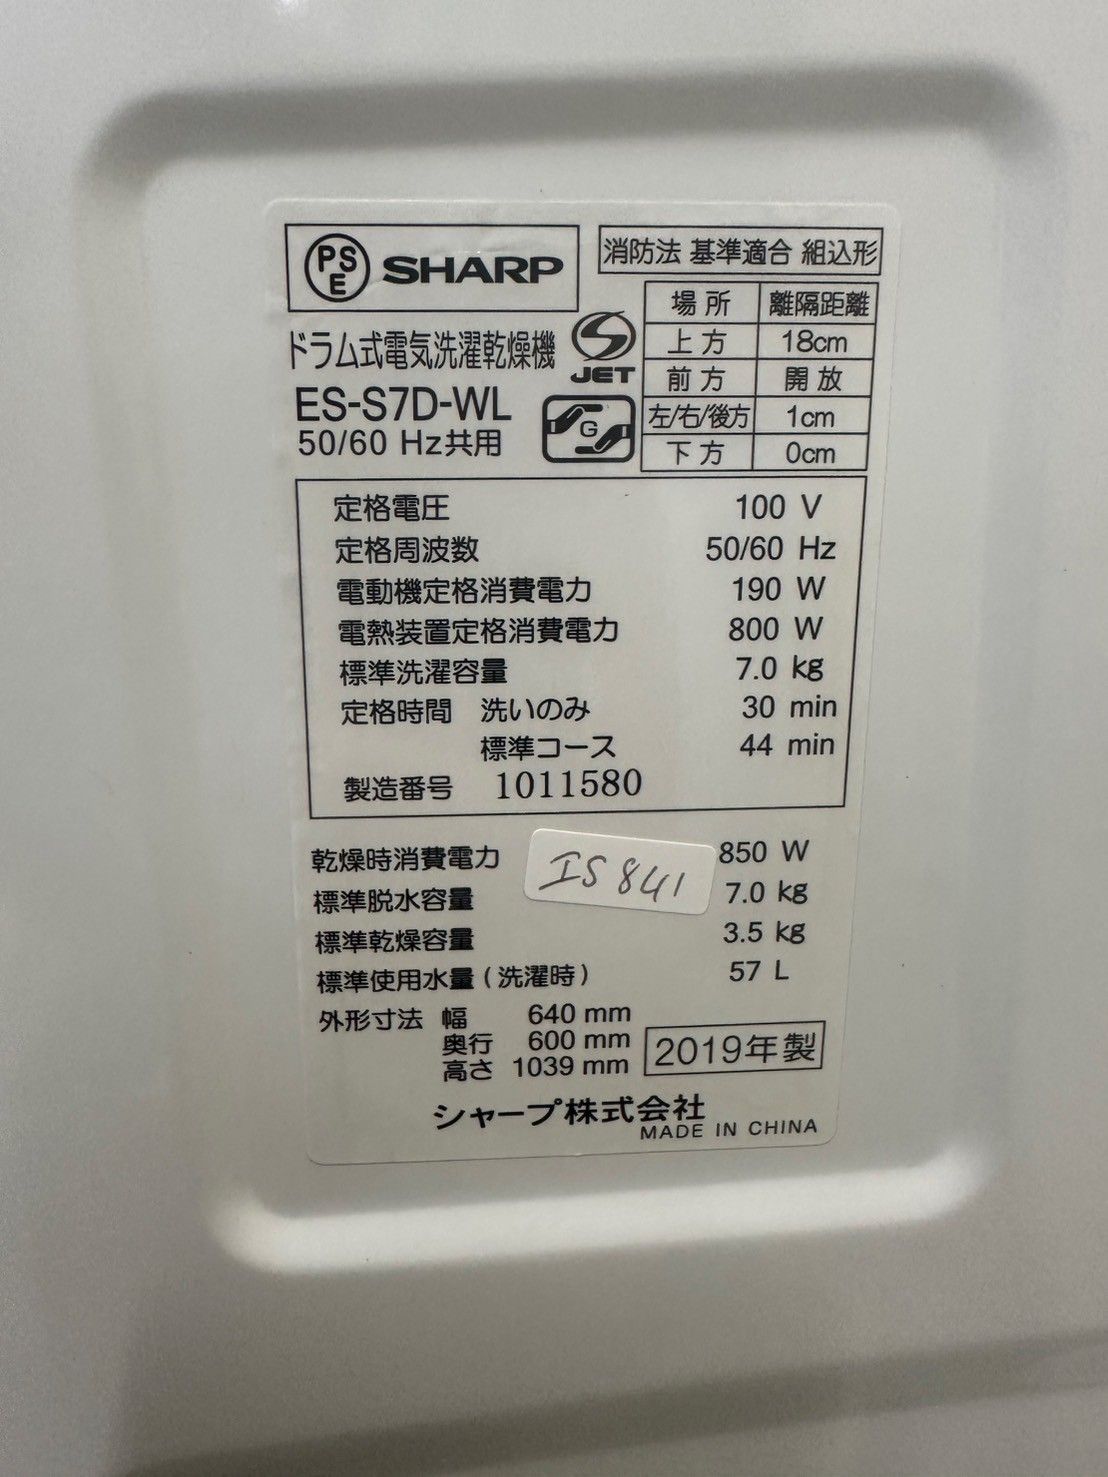 PSE SHARP
消防法 基準適合 組込形
場所 離隔距離
上方 18cm
前方 開放
左/右/後方 1cm
下方 0cm
ドラム式電気洗濯乾燥機
JET
ES-S7D-WL
50/60 Hz共用
G
定格電圧 100 V
定格周波数 50/60 Hz
電動機定格消費電力 190 W
電熱装置定格消費電力 800 W
標準洗濯容量 7.0 kg
定格時間 洗いのみ 30 min
標準コース 44 min
製造番号 1011580
乾燥時消費電力 850 W
IS 841
標準脱水容量 7.0 kg
標準乾燥容量 3.5 kg
標準使用水量(洗濯時) 57 L
外形寸法 幅 640 mm
奥行 600 mm
高さ 1039 mm
2019年製
シャープ株式会社
MADE IN CHINA